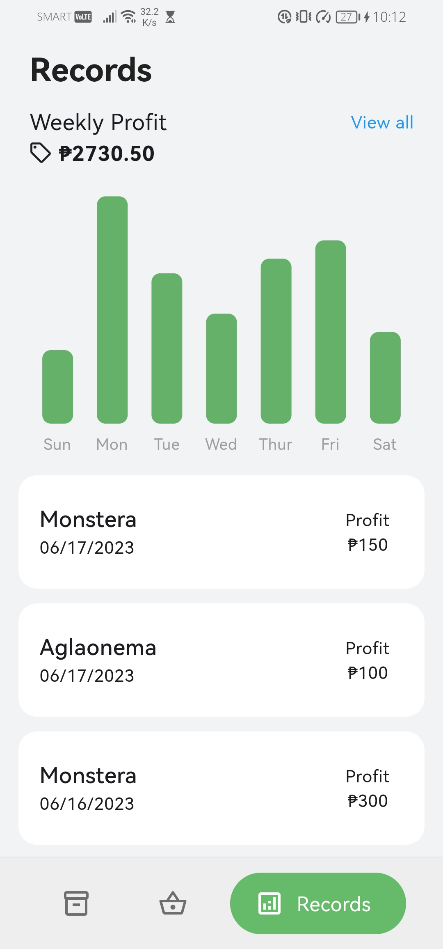 SMART VoLTE 32.2 K/s 27 10:12
Records
Weekly Profit View all
₱2730.50
Sun Mon Tue Wed Thur Fri Sat
Monstera Profit
06/17/2023 ₱150
Aglaonema Profit
06/17/2023 ₱100
Monstera Profit
06/16/2023 ₱300
Records